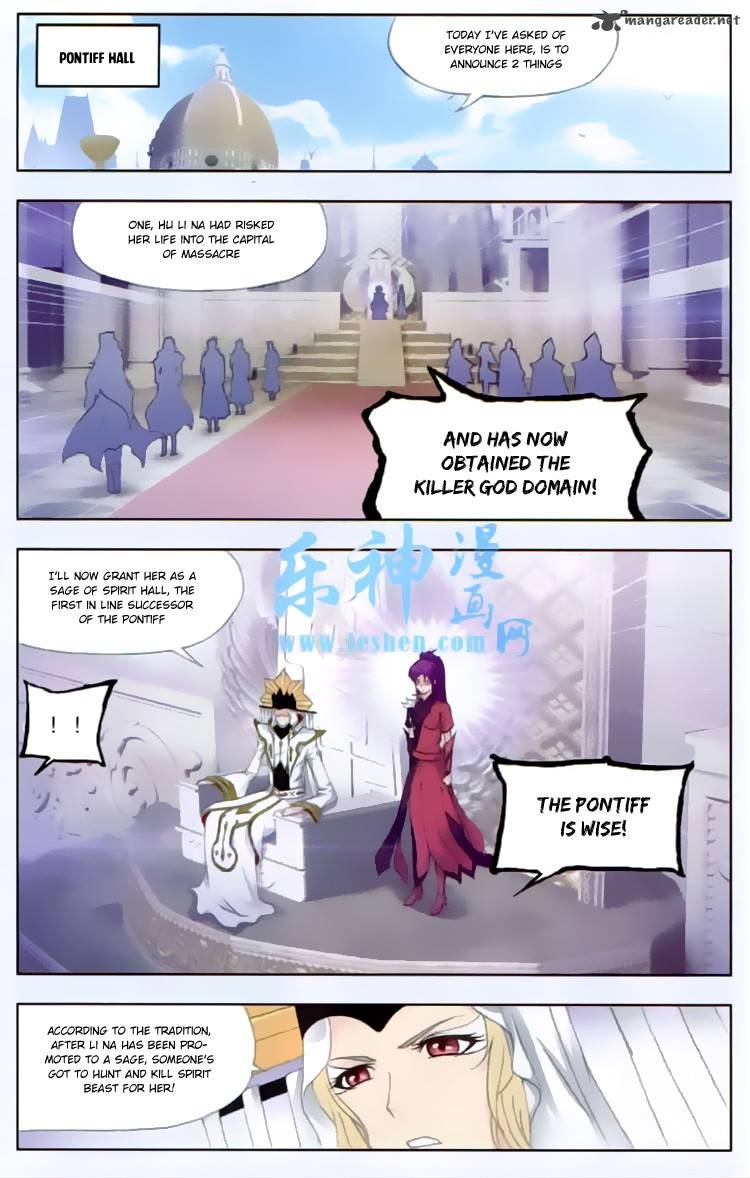 mangareader.net
PONTIFF HALL
TODAY I'VE ASKED OF
EVERYONE HERE, IS TO
ANNOUNCE 2 THINGS
ONE, HU LI NA HAD RISKED
HER LIFE INTO THE CAPITAL
OF MASSACRE
AND HAS NOW
OBTAINED THE
KILLER GOD DOMAIN!
乐神漫画网
www.leshen.com
I'LL NOW GRANT HER AS A
SAGE OF SPIRIT HALL, THE
FIRST IN LINE SUCCESSOR
OF THE PONTIFF
! !
THE PONTIFF
IS WISE!
ACCORDING TO THE TRADITION,
AFTER LI NA HAS BEEN PRO-
MOTED TO A SAGE, SOMEONE'S
GOT TO HUNT AND KILL SPIRIT
BEAST FOR HER!